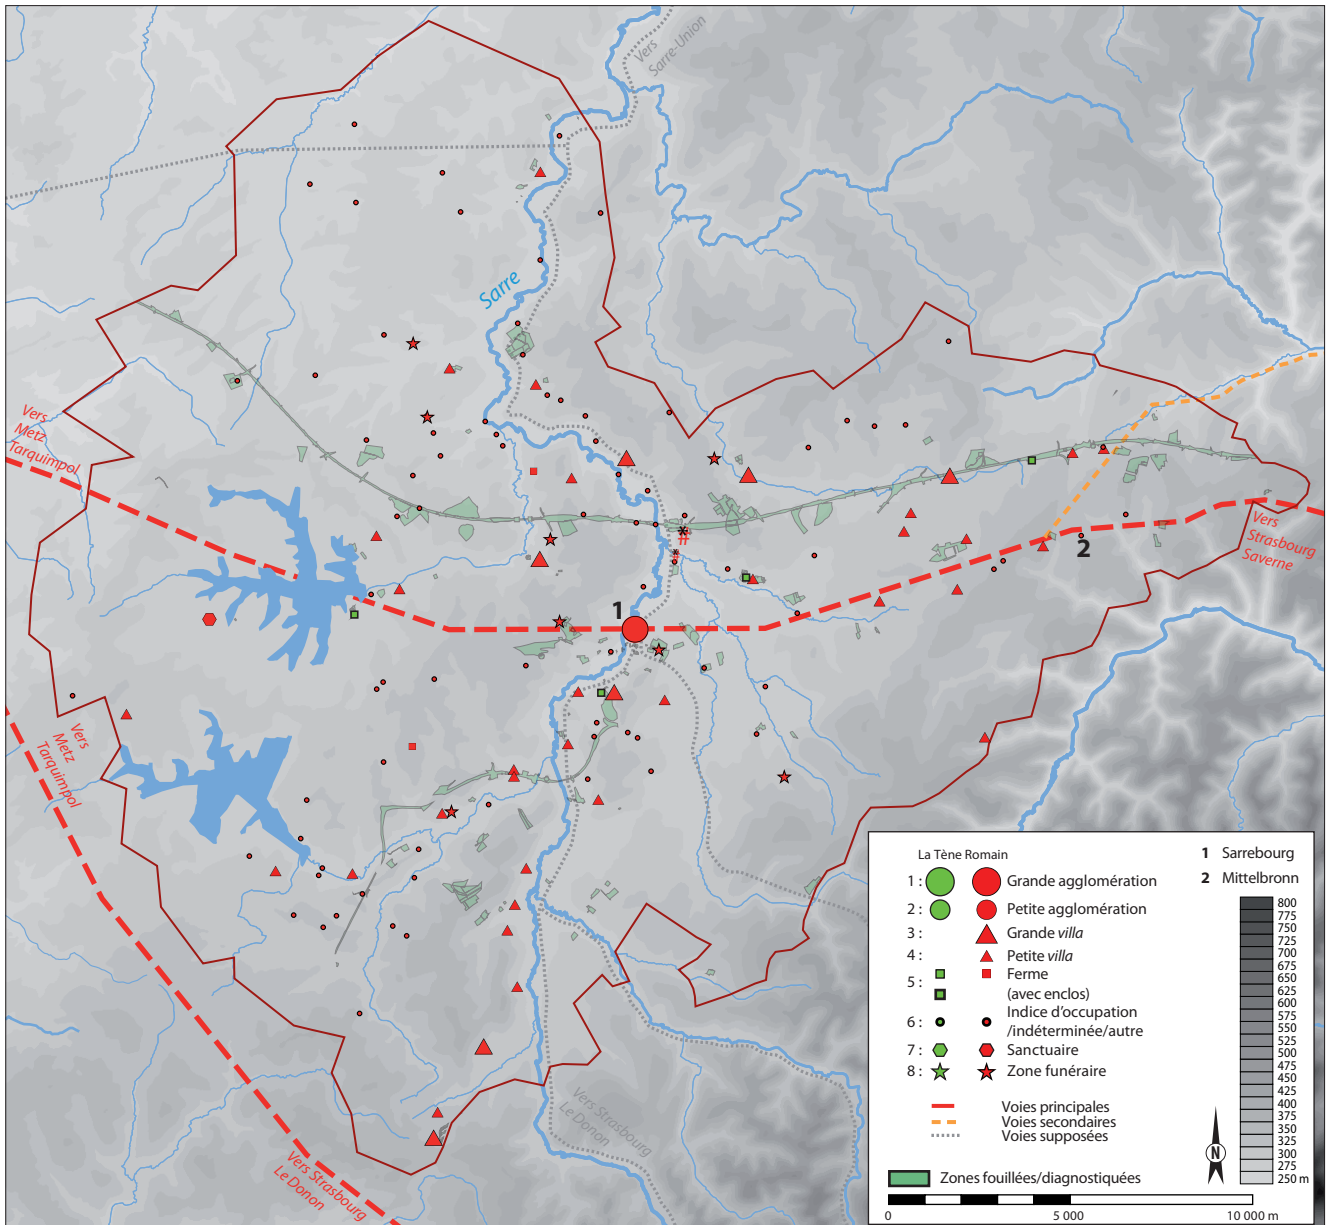 Vers
Sarre-Union
Sarre
Vers
Metz
Tarquimpol
Vers
Strasbourg
Saverne
1
2
Vers
Metz
Tarquimpol
Vers Strasbourg
Le Donon
Vers Strasbourg
Le Donon
La Tène Romain
1 : Grande agglomération
2 : Petite agglomération
3 : Grande villa
4 : Petite villa
5 : Ferme
(avec enclos)
6 : Indice d'occupation
/indéterminée/autre
7 : Sanctuaire
8 : Zone funéraire
Voies principales
Voies secondaires
Voies supposées
Zones fouillées/diagnostiquées
0 5 000 10 000 m
1 Sarrebourg
2 Mittelbronn
800
775
750
725
700
675
650
625
600
575
550
525
500
475
450
425
400
375
350
325
300
275
250 m
N